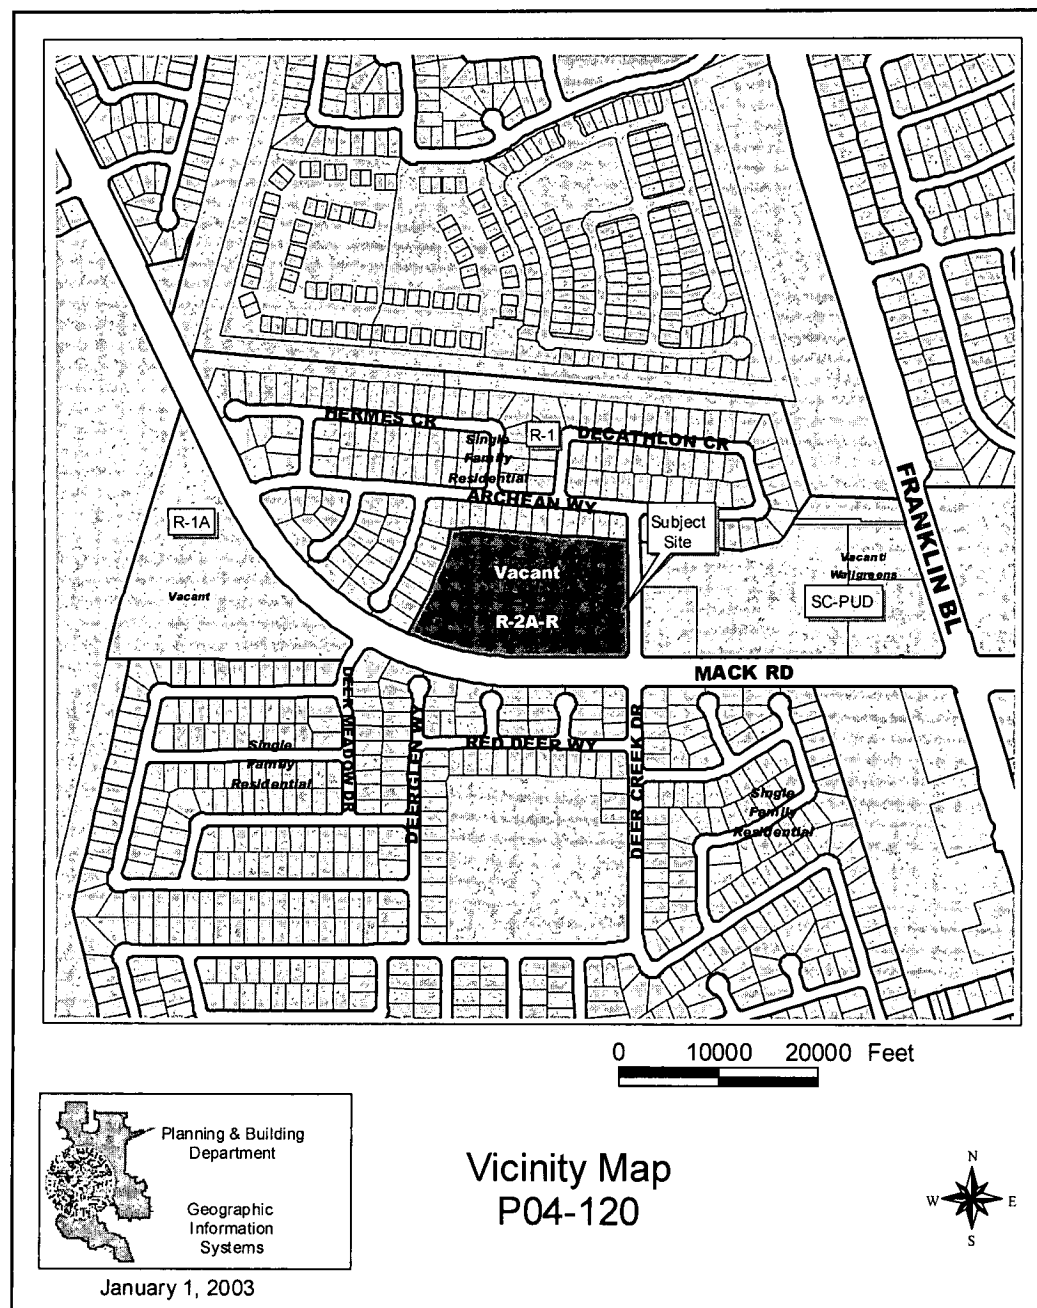 HERMES CR
Single
Family
Residential
R-1
DECATHLON CR
ARCHEAN WY
FRANKLIN BL
R-1A
Vacant
Subject
Site
Vacant
R-2A-R
Vacant/
Wallgreens
SC-PUD
MACK RD
DEER MEADOW DR
DEERGLEN WY
RED DEER WY
DEER CREEK DR
Single
Family
Residential
Single
Family
Residential
0 10000 20000 Feet
Planning & Building
Department
Geographic
Information
Systems
January 1, 2003
Vicinity Map
P04-120
N
W E
S